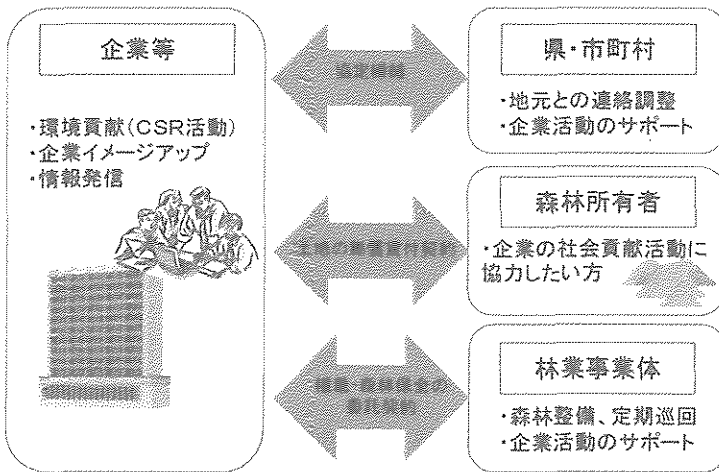 企業等
・環境貢献(CSR活動)
・企業イメージアップ
・情報発信
県・市町村
・地元との連絡調整
・企業活動のサポート
森林所有者
・企業の社会貢献活動に
協力したい方
林業事業体
・森林整備、定期巡回
・企業活動のサポート